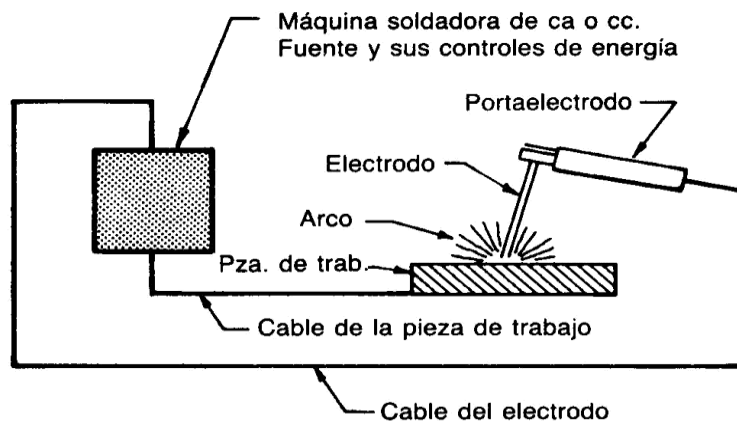 Máquina soldadora de ca o cc.
Fuente y sus controles de energía
Portaelectrodo
Electrodo
Arco
Pza. de trab.
Cable de la pieza de trabajo
Cable del electrodo